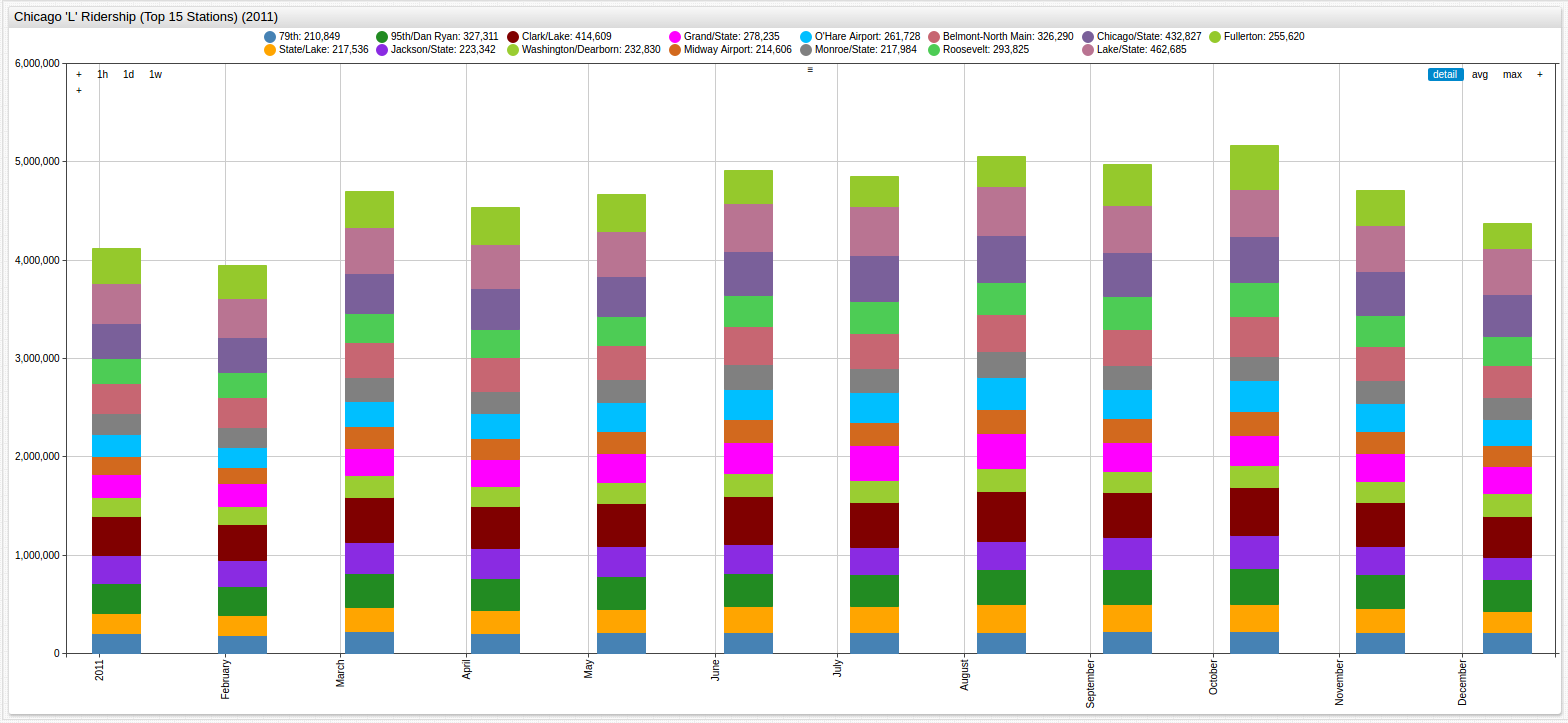 Chicago 'L' Ridership (Top 15 Stations) (2011)
79th: 210,849 95th/Dan Ryan: 327,311 Clark/Lake: 414,609 Grand/State: 278,235 O'Hare Airport: 261,728 Belmont-North Main: 326,290 Chicago/State: 432,827 Fullerton: 255,620
State/Lake: 217,536 Jackson/State: 223,342 Washington/Dearborn: 232,830 Midway Airport: 214,606 Monroe/State: 217,984 Roosevelt: 293,825 Lake/State: 462,685
6,000,000
+ 1h 1d 1w ≡ detail avg max +
+
5,000,000
4,000,000
3,000,000
2,000,000
1,000,000
0
2011 February March April May June July August September October November December